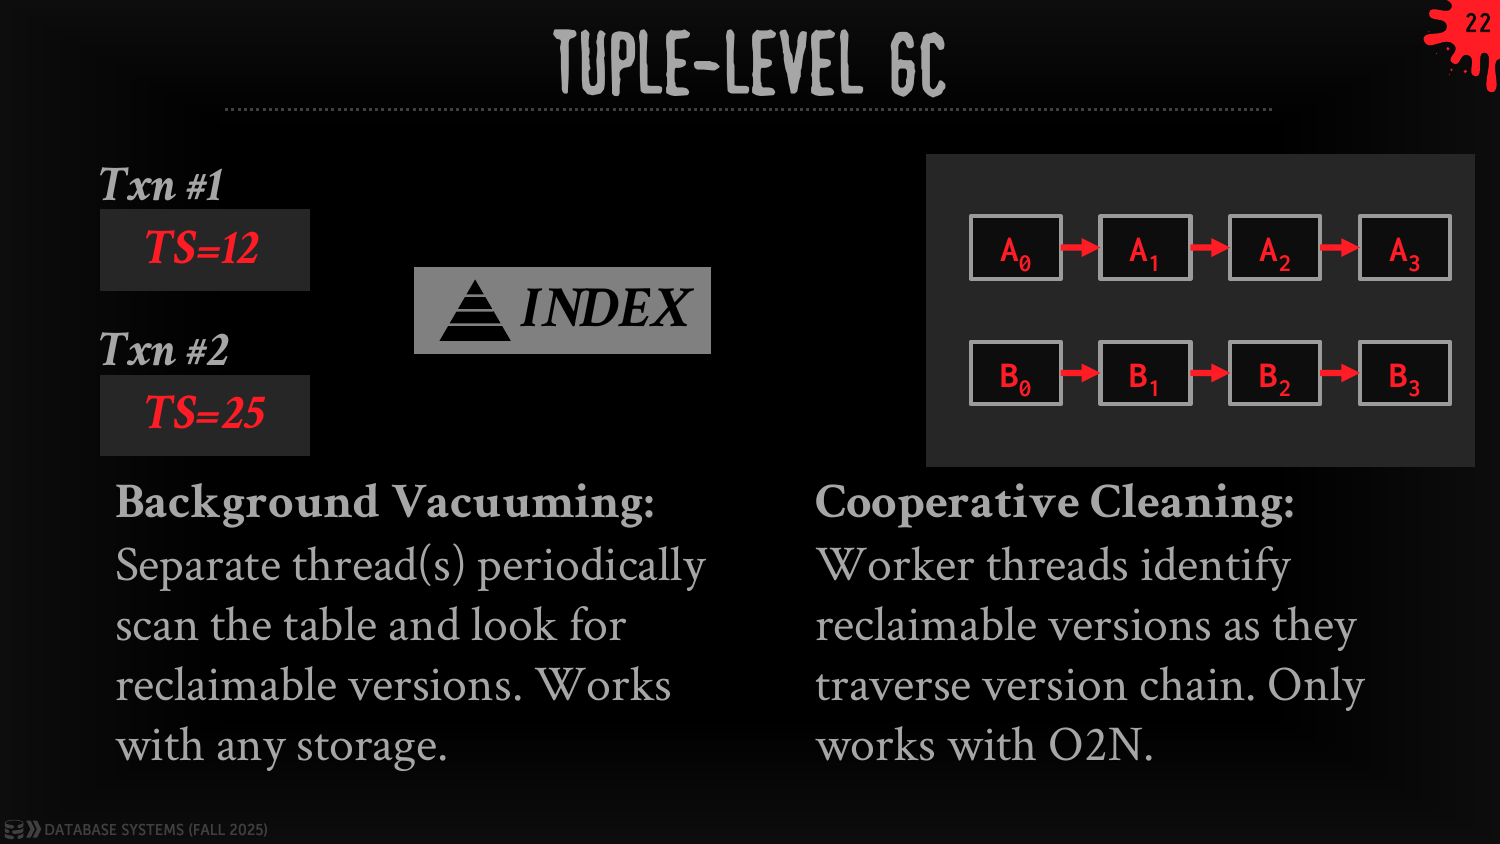 TUPLE-LEVEL GC
22
Txn #1
TS=12
Txn #2
TS=25
INDEX
A0 A1 A2 A3
B0 B1 B2 B3
Background Vacuuming:
Separate thread(s) periodically
scan the table and look for
reclaimable versions. Works
with any storage.
Cooperative Cleaning:
Worker threads identify
reclaimable versions as they
traverse version chain. Only
works with O2N.
DATABASE SYSTEMS (FALL 2025)